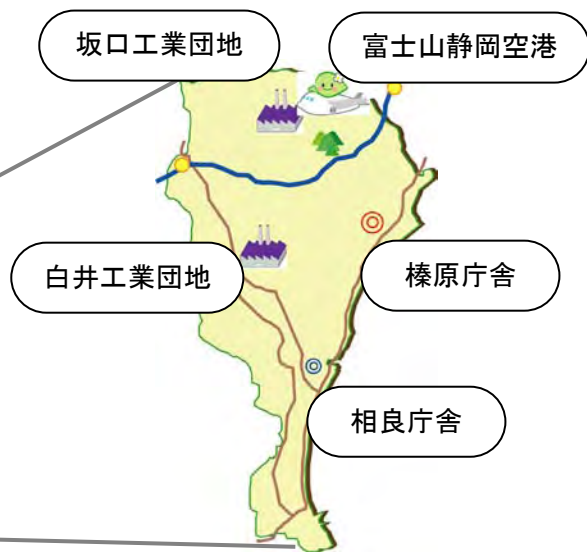 坂口工業団地
富士山静岡空港
白井工業団地
榛原庁舎
相良庁舎